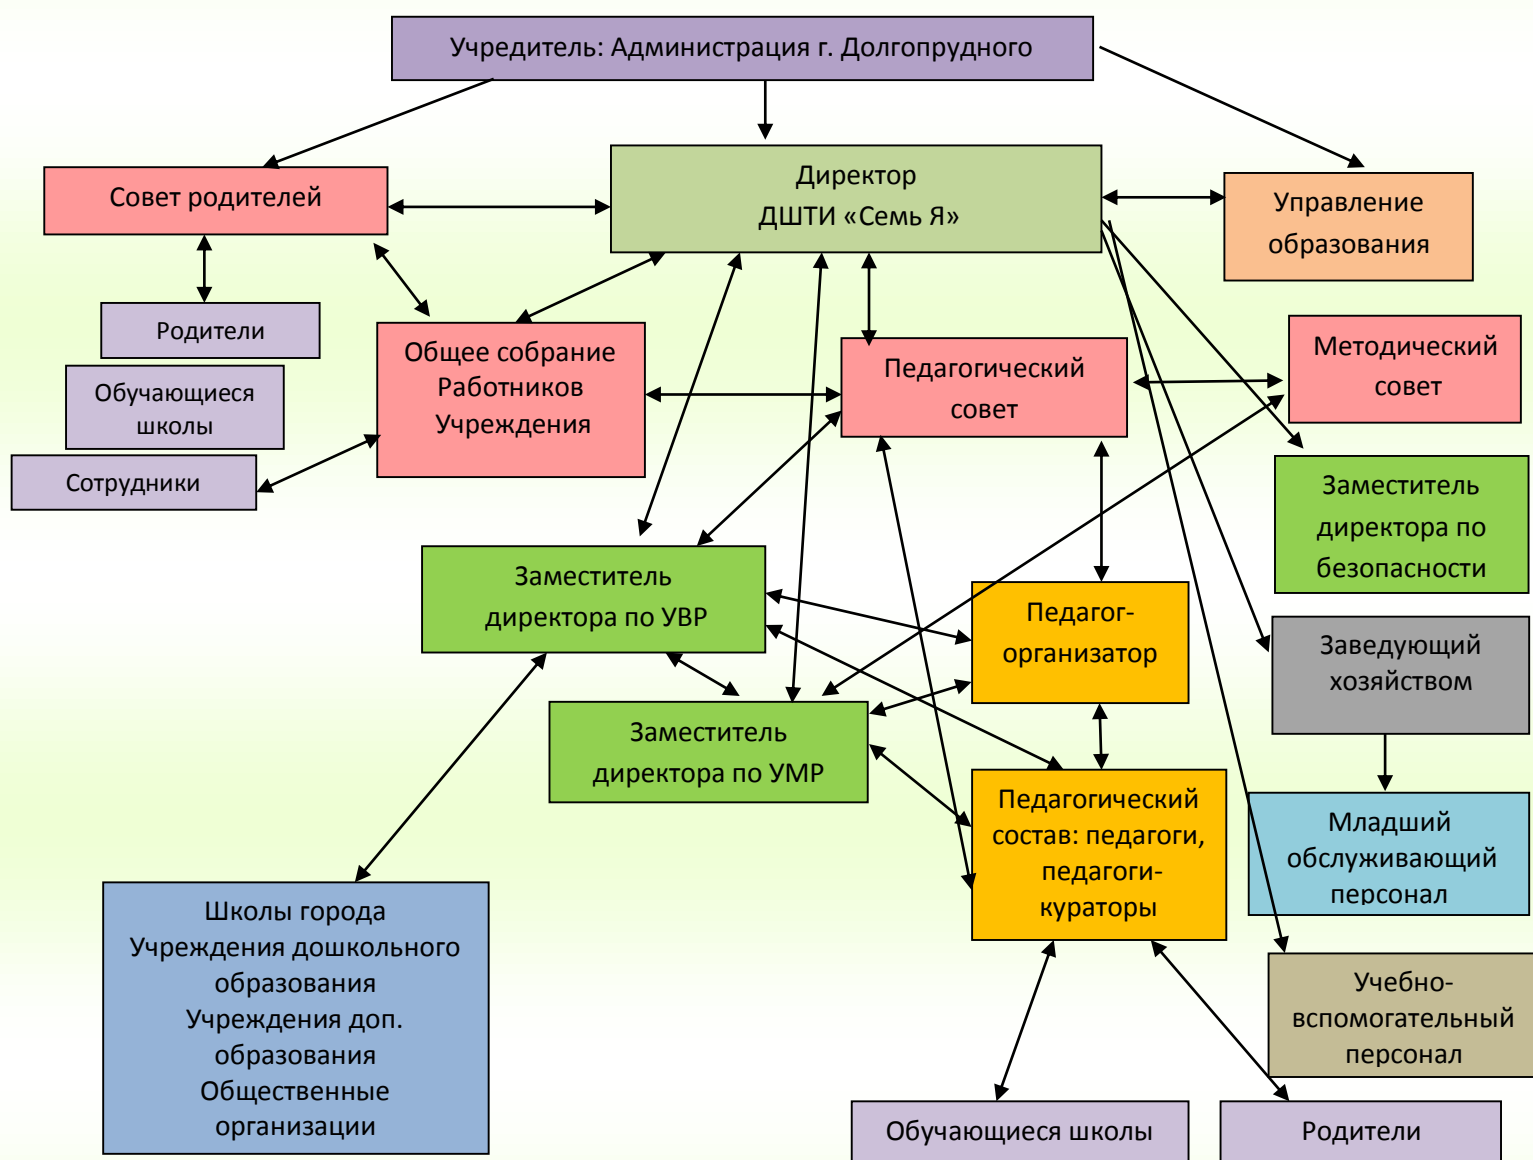 Учредитель: Администрация г. Долгопрудного
Совет родителей
Директор
ДШТИ «Семь Я»
Управление
образования
Родители
Обучающиеся
школы
Сотрудники
Общее собрание
Работников
Учреждения
Педагогический
совет
Методический
совет
Заместитель
директора по
безопасности
Заместитель
директора по УВР
Педагог-
организатор
Заведующий
хозяйством
Заместитель
директора по УМР
Педагогический
состав: педагоги,
педагоги-
кураторы
Младший
обслуживающий
персонал
Школы города
Учреждения дошкольного
образования
Учреждения доп.
образования
Общественные
организации
Учебно-
вспомогательный
персонал
Обучающиеся школы
Родители